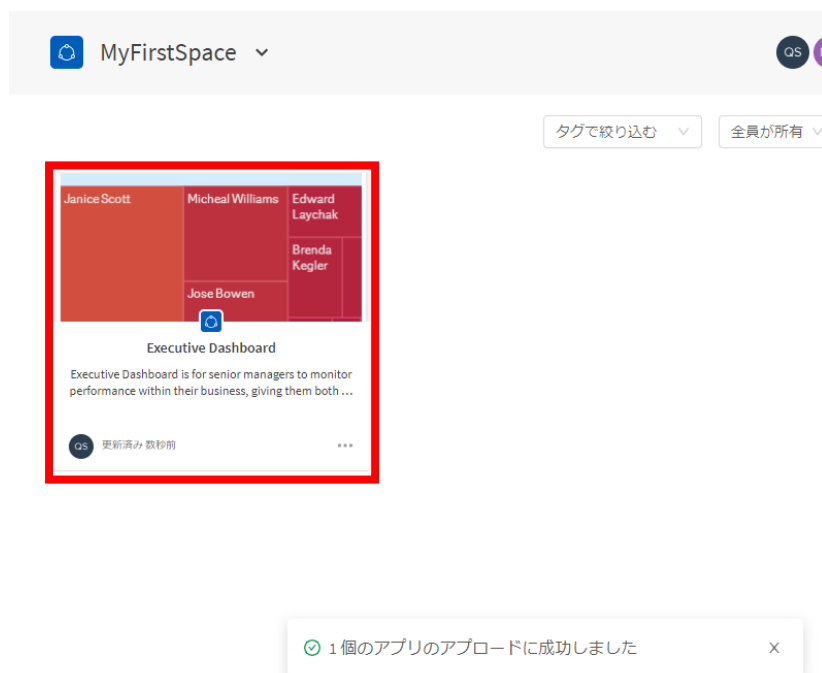 MyFirstSpace
QS
タグで絞り込む
全員が所有
Janice Scott
Micheal Williams
Edward
Laychak
Brenda
Kegler
Jose Bowen
Executive Dashboard
Executive Dashboard is for senior managers to monitor
performance within their business, giving them both ...
QS
更新済み 数秒前
1 個のアプリのアプロードに成功しました
X